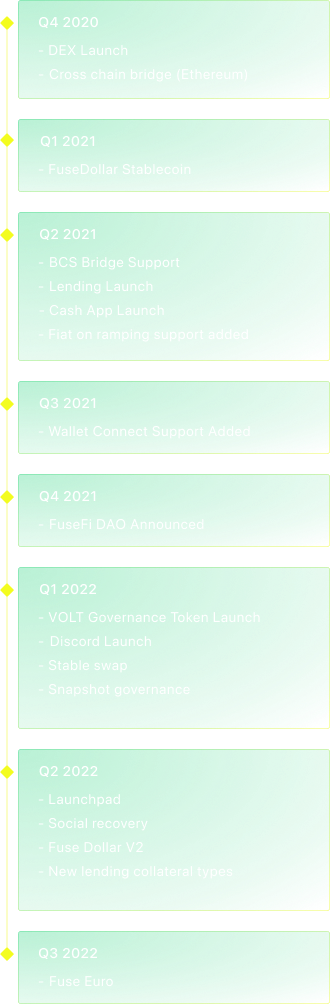 Q4 2020
- DEX Launch
- Cross chain bridge (Ethereum)
Q1 2021
- FuseDollar Stablecoin
Q2 2021
- BCS Bridge Support
- Lending Launch
- Cash App Launch
- Fiat on ramping support added
Q3 2021
- Wallet Connect Support Added
Q4 2021
- FuseFi DAO Announced
Q1 2022
- VOLT Governance Token Launch
- Discord Launch
- Stable swap
- Snapshot governance
Q2 2022
- Launchpad
- Social recovery
- Fuse Dollar V2
- New lending collateral types
Q3 2022
- Fuse Euro